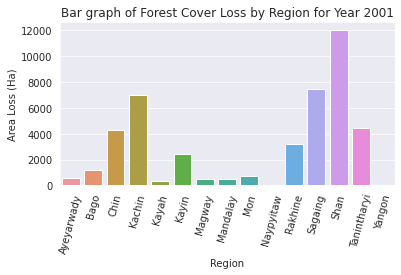 Bar graph of Forest Cover Loss by Region for Year 2001
Area Loss (Ha)
12000
10000
8000
6000
4000
2000
0
Ayeyarwady
Bago
Chin
Kachin
Kayah
Kayin
Magway
Mandalay
Mon
Naypyitaw
Rakhine
Sagaing
Shan
Tanintharyi
Yangon
Region